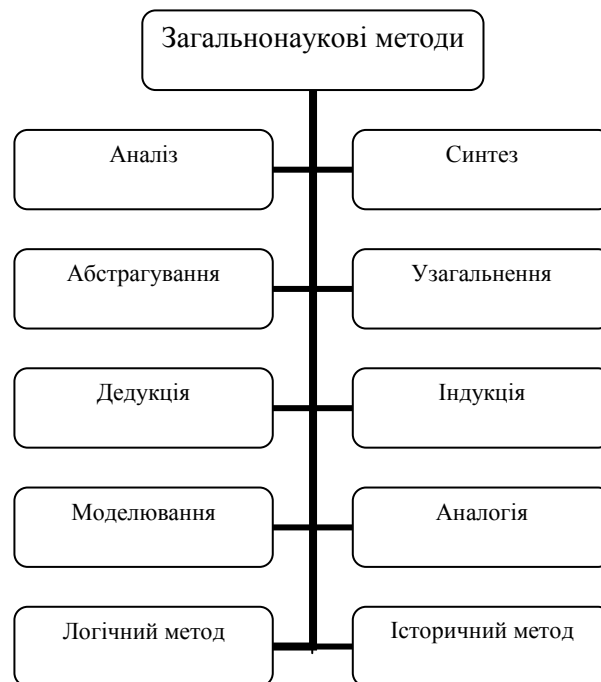 Загальнонаукові методи
Аналіз
Синтез
Абстрагування
Узагальнення
Дедукція
Індукція
Моделювання
Аналогія
Логічний метод
Історичний метод